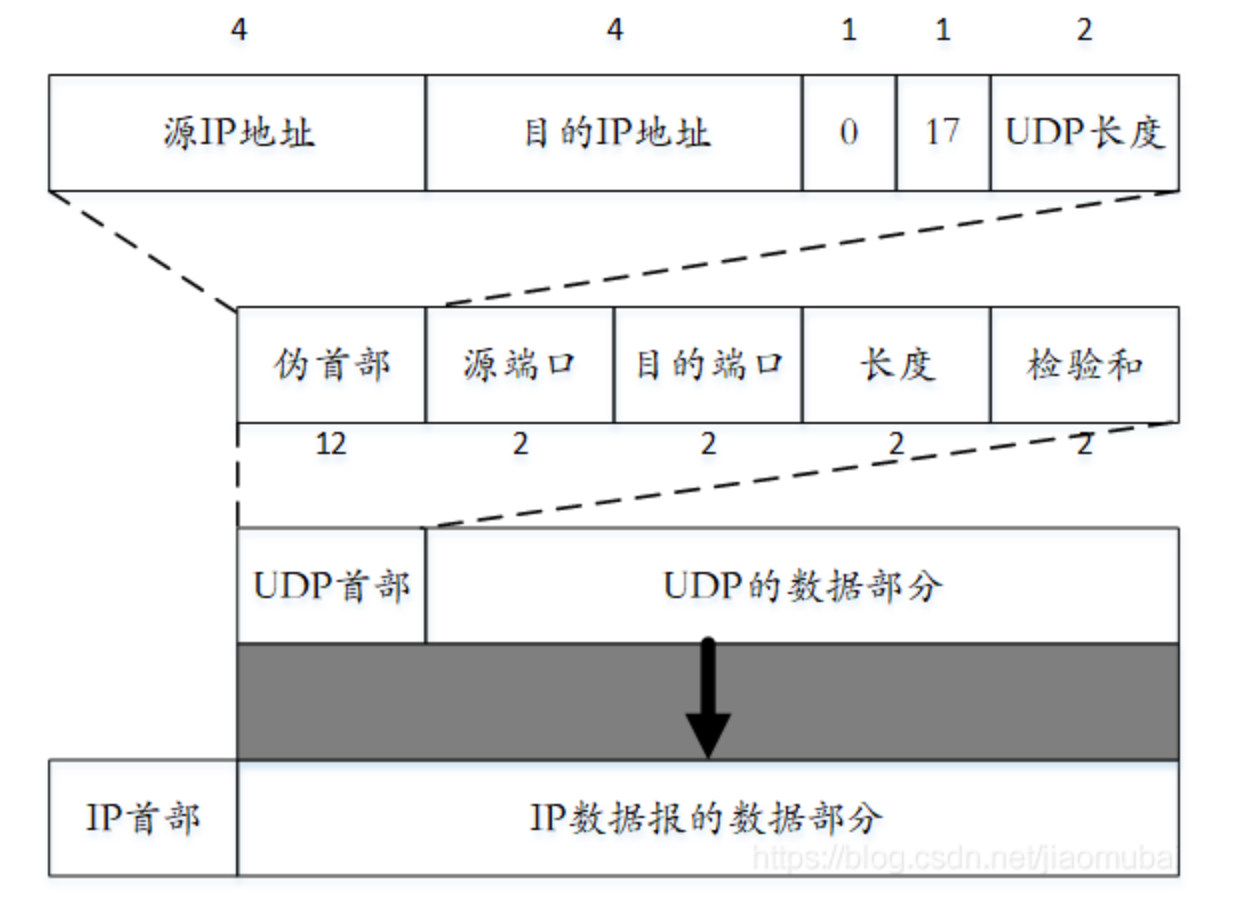 4 4 1 1 2
源IP地址 目的IP地址 0 17 UDP长度
伪首部 源端口 目的端口 长度 检验和
12 2 2 2 2
UDP首部 UDP的数据部分
IP首部 IP数据报的数据部分
https://blog.csdn.net/jiaomubai